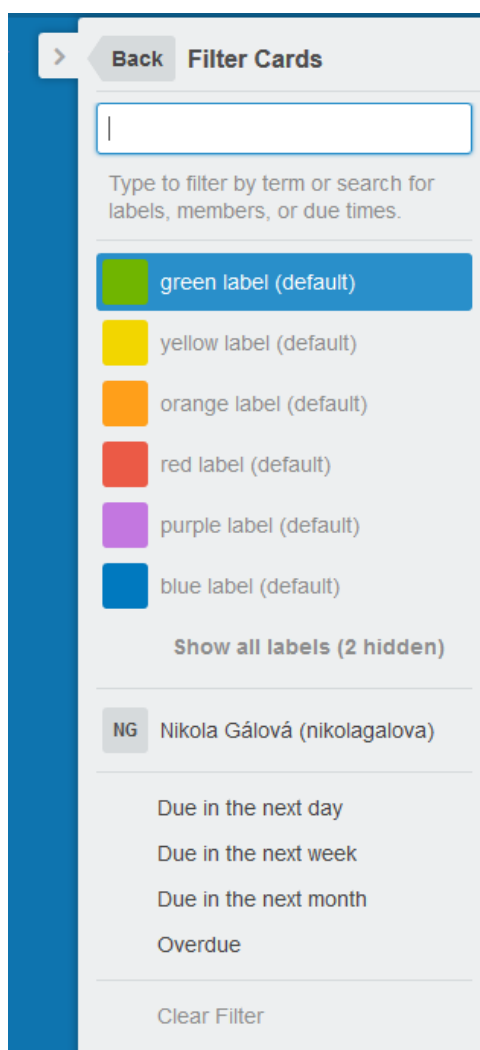 Back Filter Cards
Type to filter by term or search for
labels, members, or due times.
green label (default)
yellow label (default)
orange label (default)
red label (default)
purple label (default)
blue label (default)
Show all labels (2 hidden)
NG Nikola Gálová (nikolagalova)
Due in the next day
Due in the next week
Due in the next month
Overdue
Clear Filter